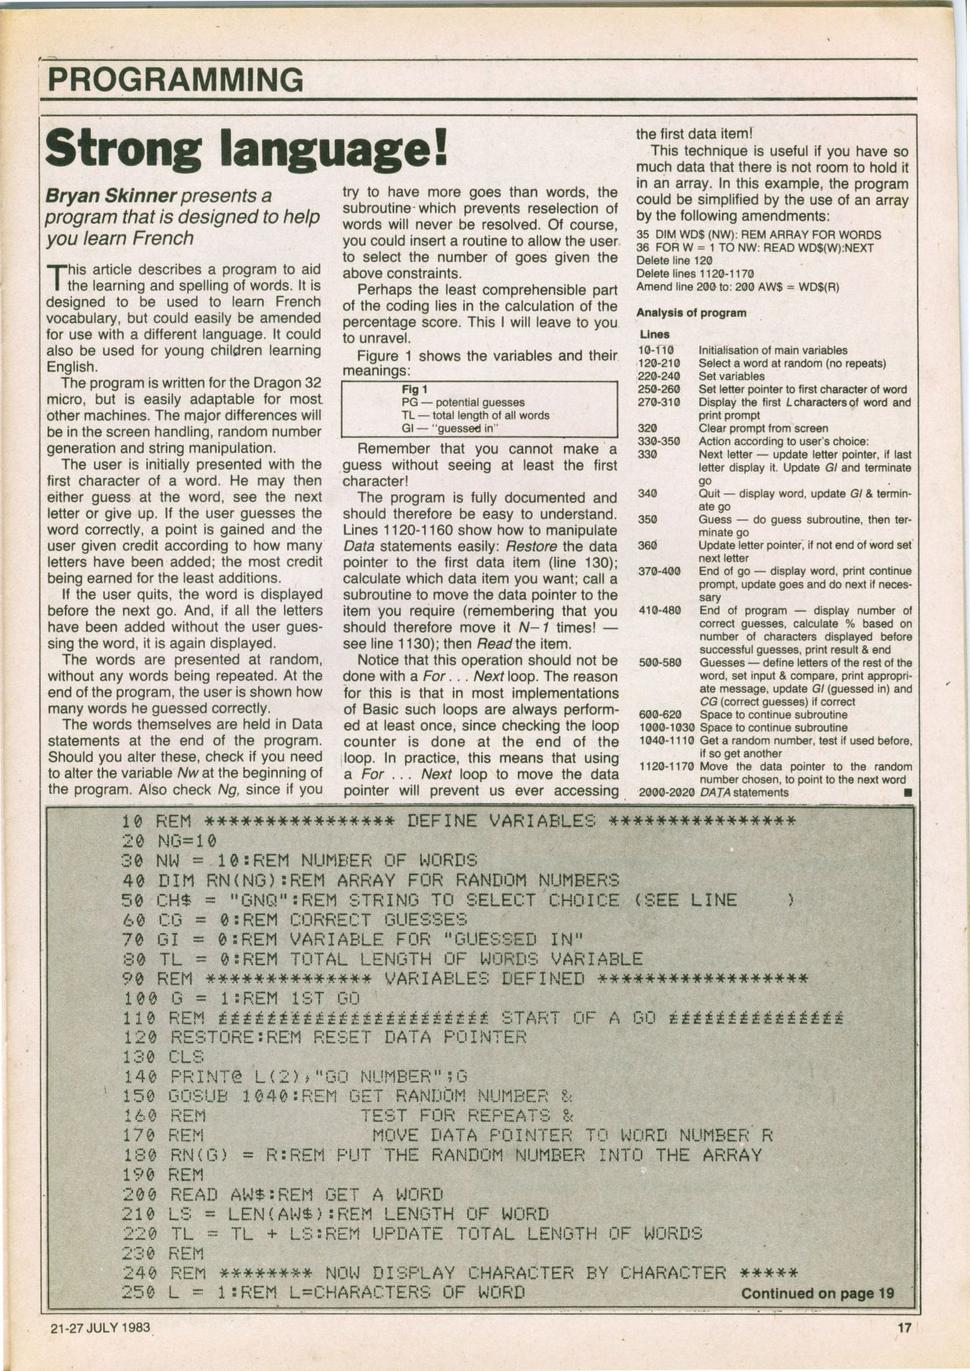 PROGRAMMING
Strong language!
Bryan Skinner presents a
program that is designed to help
you learn French
This article describes a program to aid
the learning and spelling of words. It is
designed to be used to learn French
vocabulary, but could easily be amended
for use with a different language. It could
also be used for young children learning
English.
The program is written for the Dragon 32
micro, but is easily adaptable for most
other machines. The major differences will
be in the screen handling, random number
generation and string manipulation.
The user is initially presented with the
first character of a word. He may then
either guess at the word, see the next
letter or give up. If the user guesses the
word correctly, a point is gained and the
user given credit according to how many
letters have been added; the most credit
being earned for the least additions.
If the user quits, the word is displayed
before the next go. And, if all the letters
have been added without the user gues-
sing the word, it is again displayed.
The words are presented at random,
without any words being repeated. At the
end of the program, the user is shown how
many words he guessed correctly.
The words themselves are held in Data
statements at the end of the program.
Should you alter these, check if you need
to alter the variable Nw at the beginning of
the program. Also check Ng, since if you
try to have more goes than words, the
subroutine which prevents reselection of
words will never be resolved. Of course,
you could insert a routine to allow the user
to select the number of goes given the
above constraints.
Perhaps the least comprehensible part
of the coding lies in the calculation of the
percentage score. This I will leave to you
to unravel.
Figure 1 shows the variables and their
meanings:
Fig 1
PG — potential guesses
TL — total length of all words
GI — "guessed in"
Remember that you cannot make a
guess without seeing at least the first
character!
The program is fully documented and
should therefore be easy to understand.
Lines 1120-1160 show how to manipulate
Data statements easily: Restore the data
pointer to the first data item (line 130);
calculate which data item you want; call a
subroutine to move the data pointer to the
item you require (remembering that you
should therefore move it N–1 times! —
see line 1130); then Read the item.
Notice that this operation should not be
done with a For . . . Next loop. The reason
for this is that in most implementations
of Basic such loops are always perform-
ed at least once, since checking the loop
counter is done at the end of the
loop. In practice, this means that using
a For ... Next loop to move the data
pointer will prevent us ever accessing
the first data item!
This technique is useful if you have so
much data that there is not room to hold it
in an array. In this example, the program
could be simplified by the use of an array
by the following amendments:
35 DIM WD$ (NW): REM ARRAY FOR WORDS
36 FOR W = 1 TO NW: READ WD$(W):NEXT
Delete line 120
Delete lines 1120-1170
Amend line 200 to: 200 AW$ = WD$(R)
Analysis of program
Lines
10-110 Initialisation of main variables
120-210 Select a word at random (no repeats)
220-240 Set variables
250-260 Set letter pointer to first character of word
270-310 Display the first L characters of word and
print prompt
320 Clear prompt from screen
330-350 Action according to user's choice:
330 Next letter — update letter pointer, if last
letter display it. Update GI and terminate
go
340 Quit — display word, update GI & termin-
ate go
350 Guess — do guess subroutine, then ter-
minate go
360 Update letter pointer, if not end of word set
next letter
370-400 End of go — display word, print continue
prompt, update goes and do next if neces-
sary
410-480 End of program — display number of
correct guesses, calculate % based on
number of characters displayed before
successful guesses, print result & end
500-580 Guesses — define letters of the rest of the
word, set input & compare, print appropri-
ate message, update GI (guessed in) and
CG (correct guesses) if correct
600-620 Space to continue subroutine
1000-1030 Space to continue subroutine
1040-1110 Get a random number, test if used before,
if so get another
1120-1170 Move the data pointer to the random
number chosen, to point to the next word
2000-2020 DATA statements ■
10 REM **************** DEFINE VARIABLES ****************
20 NG=10
30 NW = 10:REM NUMBER OF WORDS
40 DIM RN(NG):REM ARRAY FOR RANDOM NUMBERS
50 CH$ = "GNQ":REM STRING TO SELECT CHOICE (SEE LINE    )
60 CG = 0:REM CORRECT GUESSES
70 GI = 0:REM VARIABLE FOR "GUESSED IN"
80 TL = 0:REM TOTAL LENGTH OF WORDS VARIABLE
90 REM ************** VARIABLES DEFINED ******************
100 G = 1:REM 1ST GO
110 REM £££££££££££££££££££££££ START OF A GO £££££££££££££££
120 RESTORE:REM RESET DATA POINTER
130 CLS
140 PRINT@ L(2),"GO NUMBER";G
150 GOSUB 1040:REM GET RANDOM NUMBER &
160 REM TEST FOR REPEATS &
170 REM MOVE DATA POINTER TO WORD NUMBER R
180 RN(G) = R:REM PUT THE RANDOM NUMBER INTO THE ARRAY
190 REM
200 READ AW$:REM GET A WORD
210 LS = LEN(AW$):REM LENGTH OF WORD
220 TL = TL + LS:REM UPDATE TOTAL LENGTH OF WORDS
230 REM
240 REM ******** NOW DISPLAY CHARACTER BY CHARACTER *****
250 L = 1:REM L=CHARACTERS OF WORD
Continued on page 19
21-27 JULY 1983
17